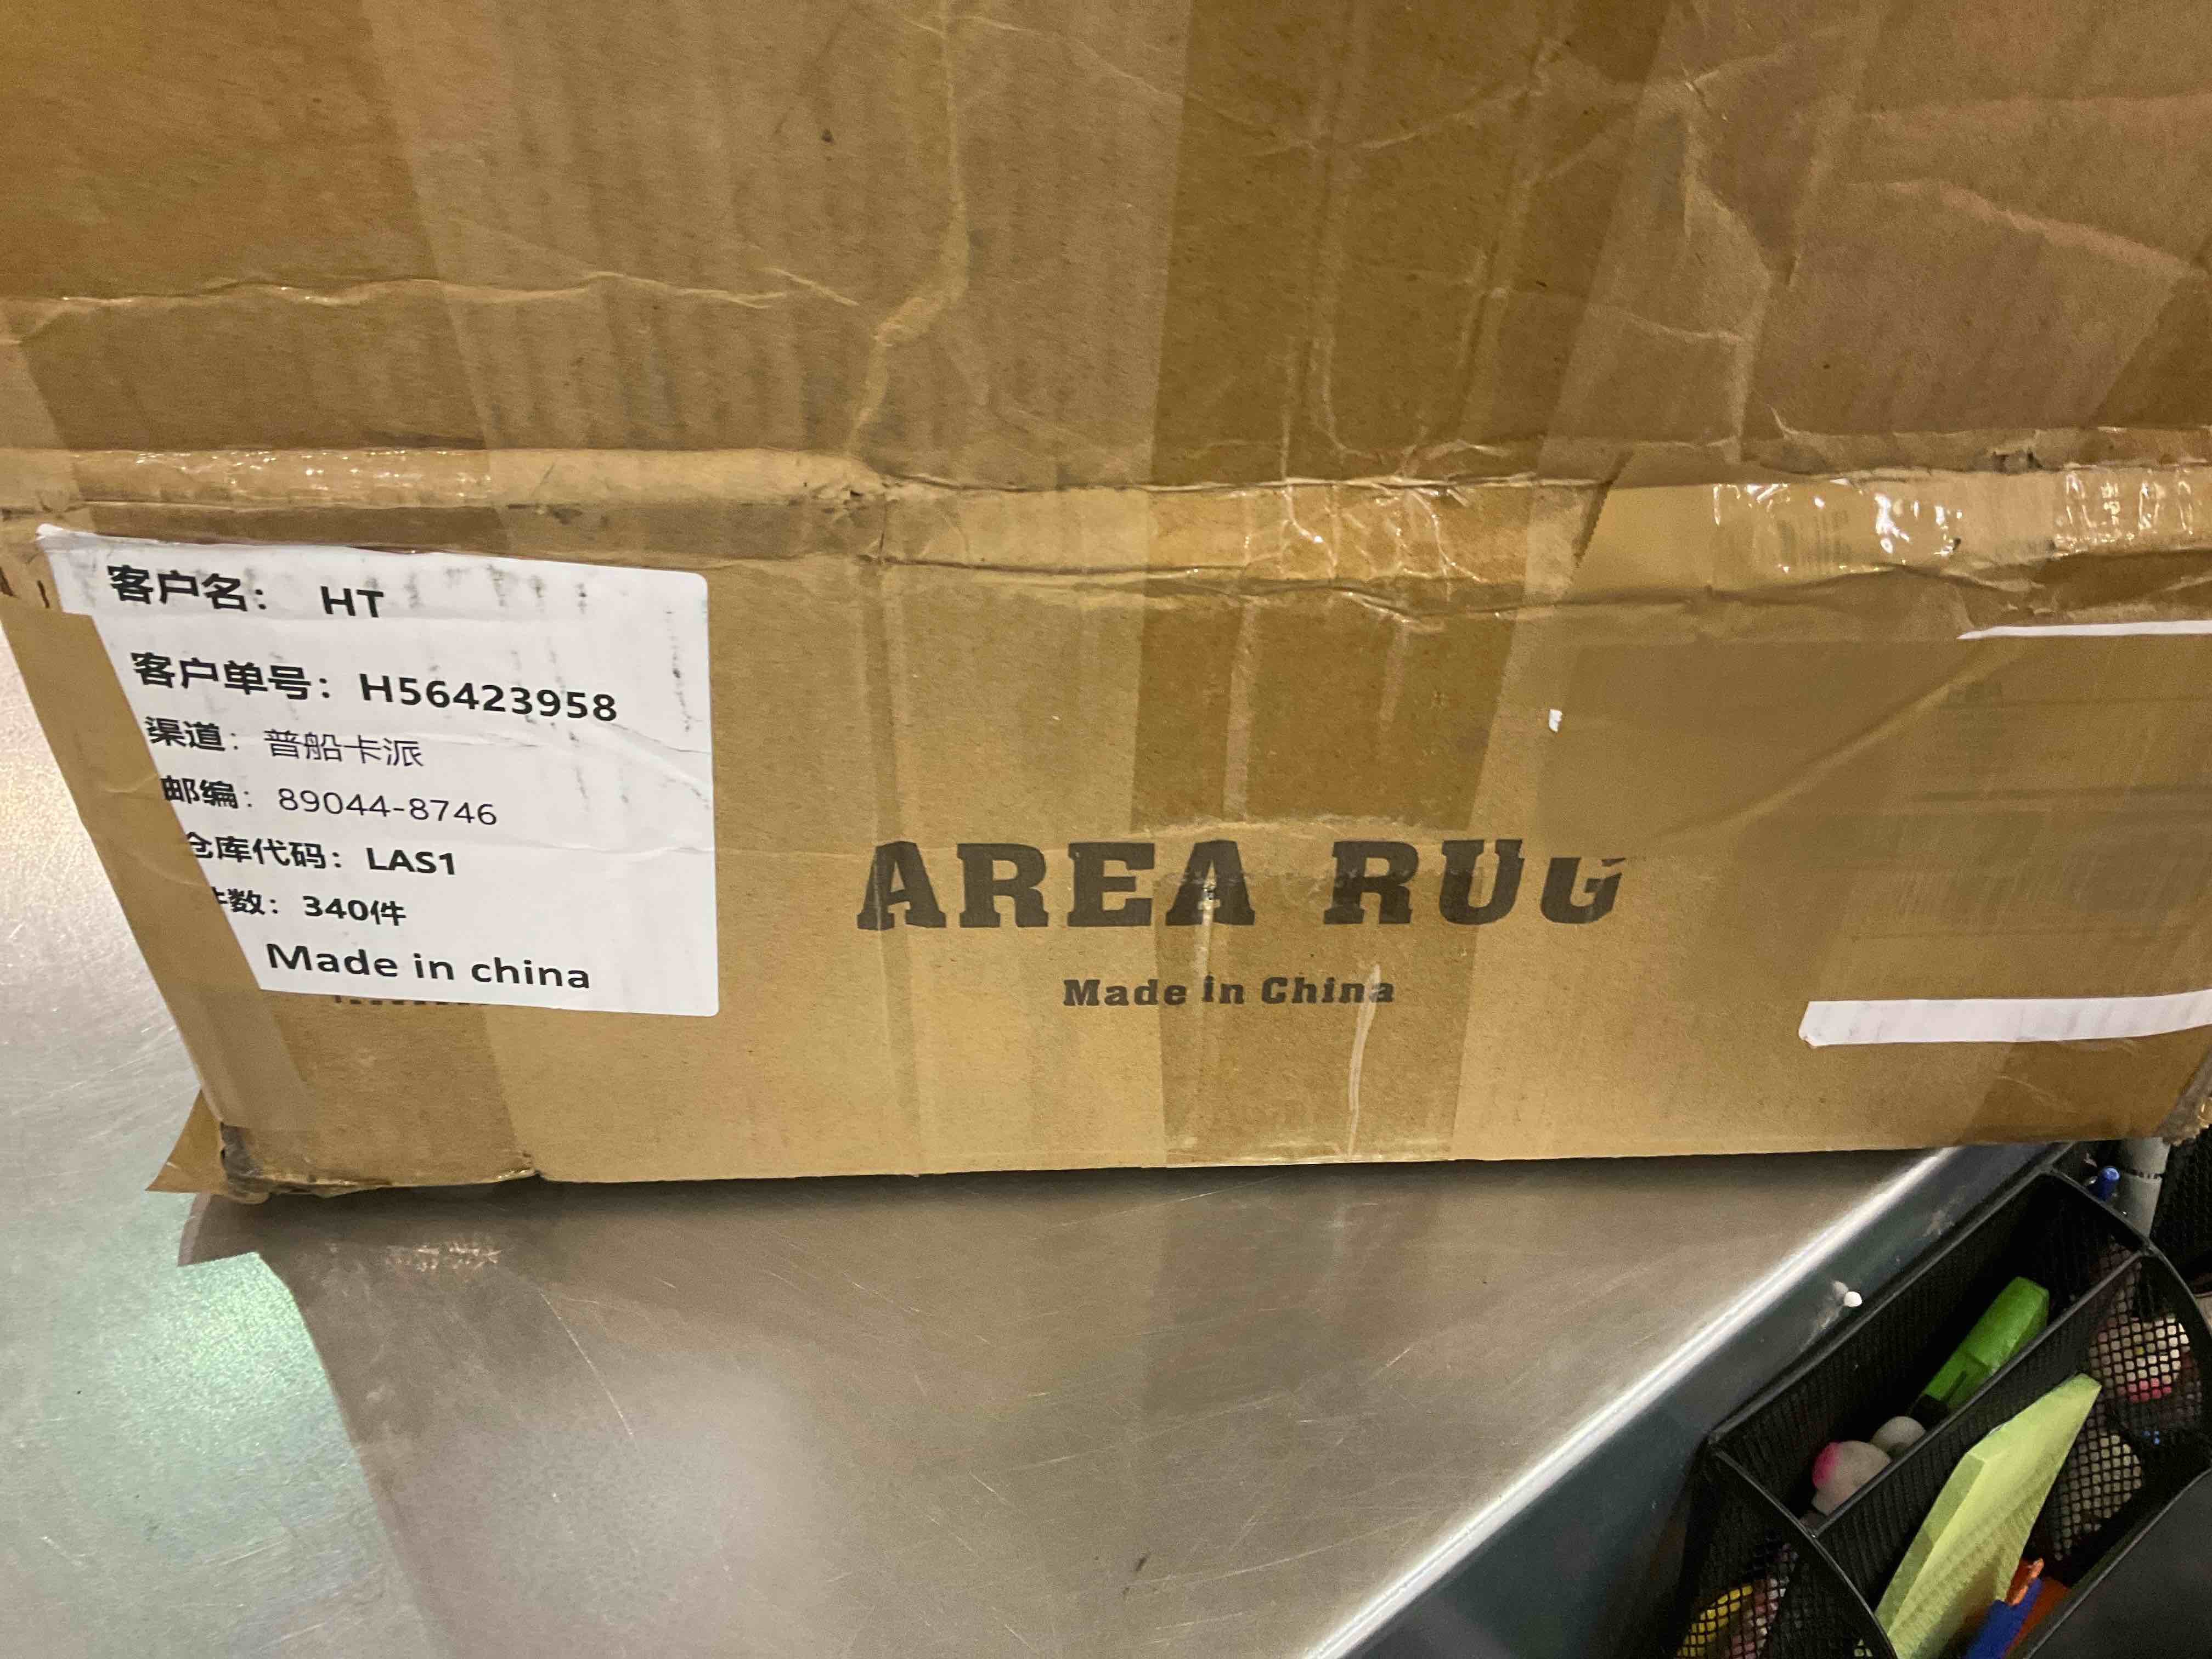 客户名： HT
客户单号：H56423958
渠道：普船卡派
邮编：89044-8746
仓库代码：LAS1
件数：340件
Made in china
AREA RUG
Made in China